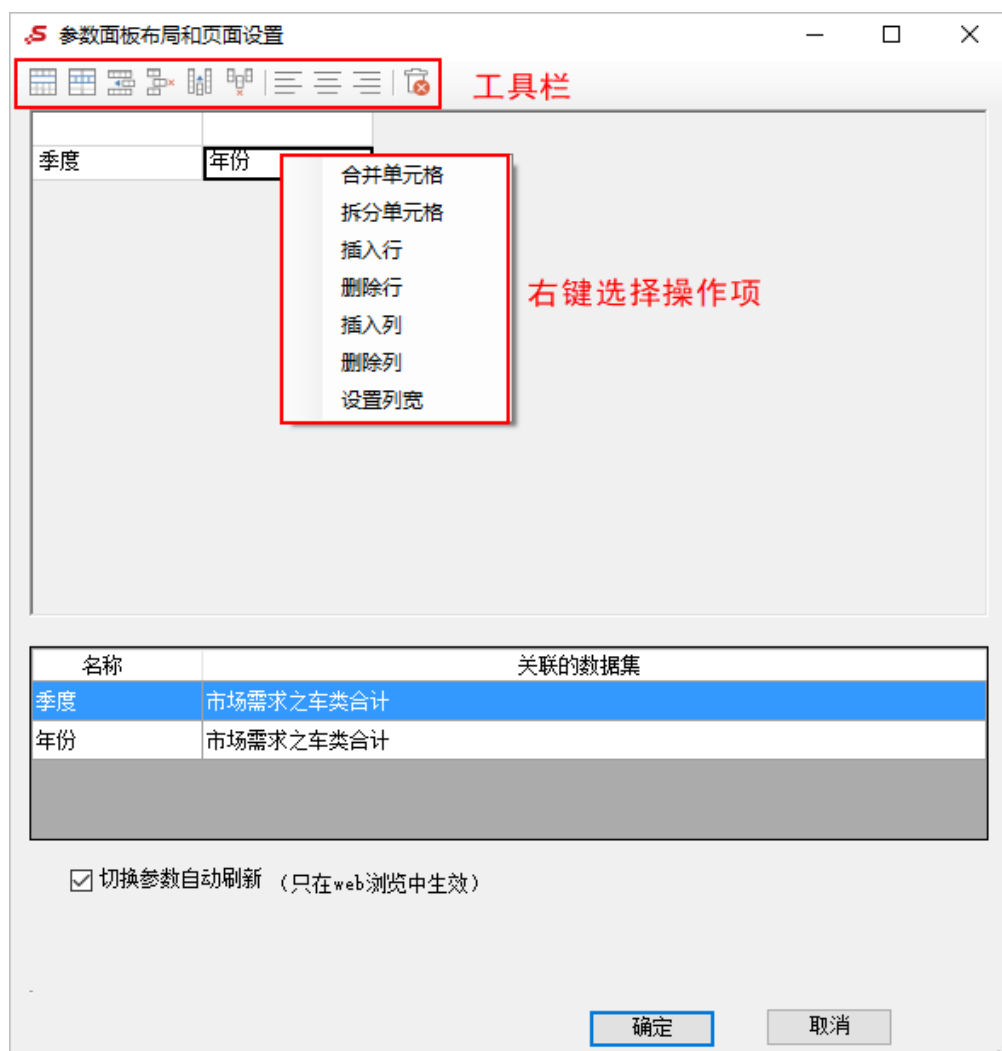 参数面板布局和页面设置
工具栏
季度 年份
合并单元格
拆分单元格
插入行
删除行
插入列
删除列
设置列宽
右键选择操作项
名称 关联的数据集
季度 市场需求之车类合计
年份 市场需求之车类合计
切换参数自动刷新 (只在web浏览中生效)
确定 取消